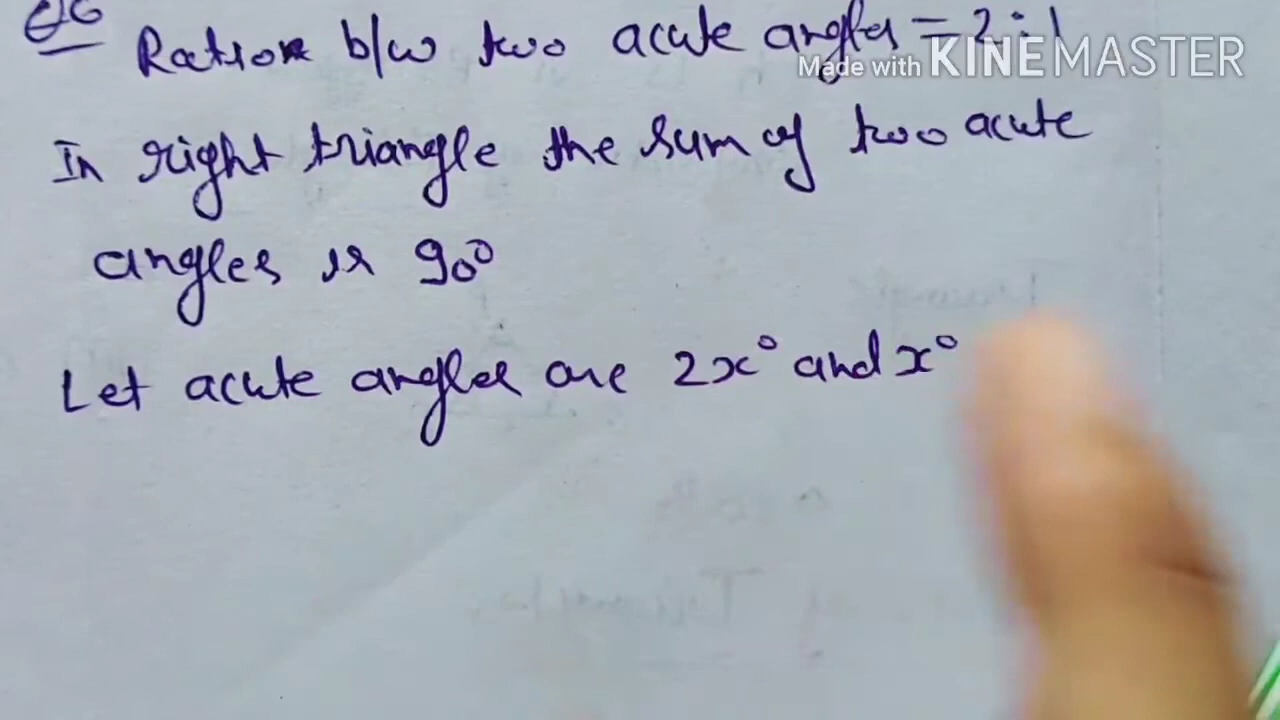 Q6 Ration b/w two acute angles = 2:1
Made with KINEMASTER
In right triangle the sum of two acute
angles is 90°
Let acute angles are 2x° and x°